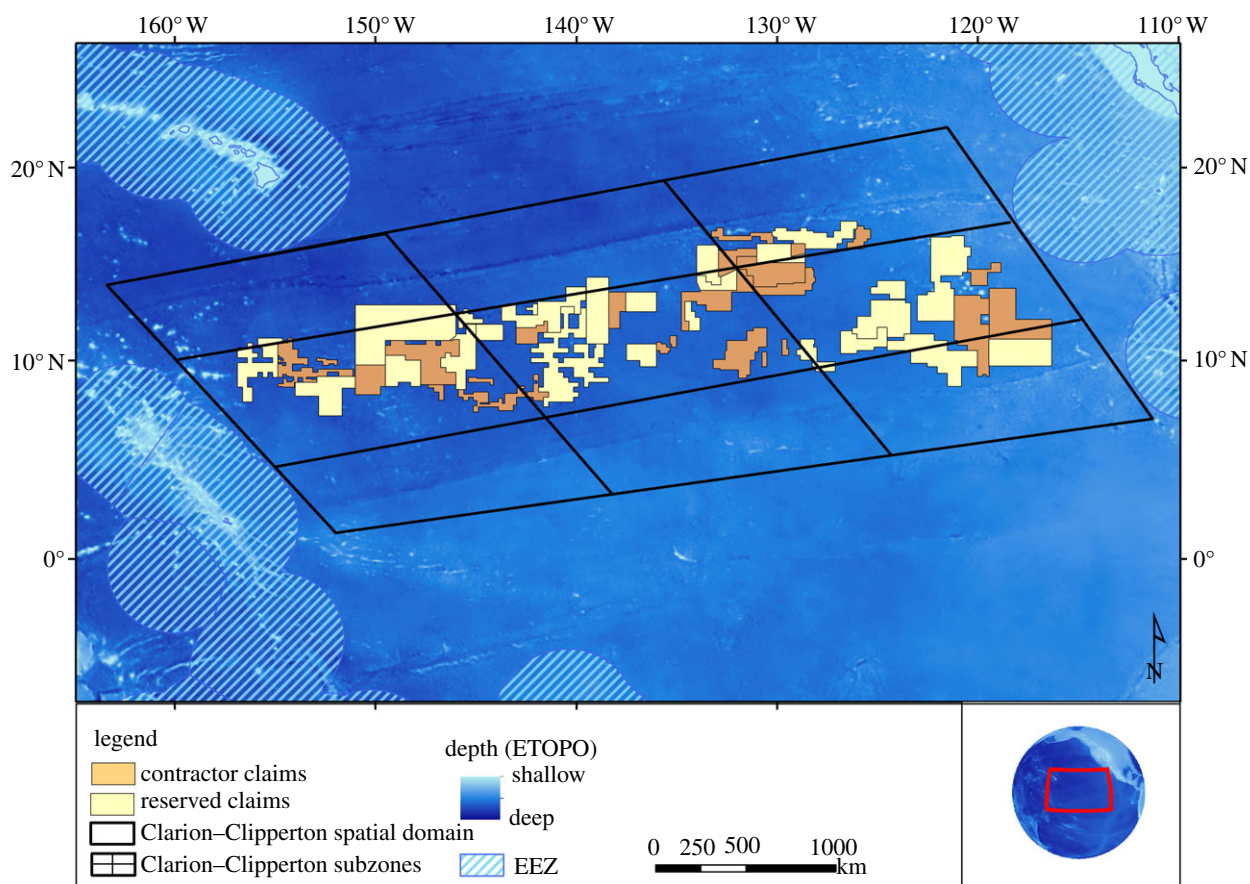 160° W 150° W 140° W 130° W 120° W 110° W
20° N 20° N
10° N 10° N
0° 0°
N
legend
contractor claims
reserved claims
Clarion–Clipperton spatial domain
Clarion–Clipperton subzones
depth (ETOPO)
shallow
deep
EEZ
0 250 500 1000
km